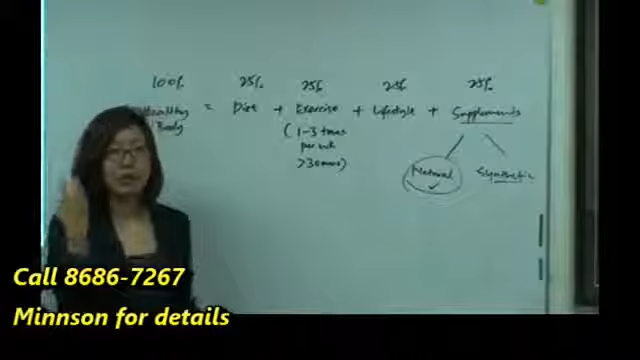 100% 25% 25% 25% 25%
Healthy = Diet + Exercise + Lifestyle + Supplements
Body
(1-3 times
per wk
>30mins)
Natural Synthetic
Call 8686-7267
Minnson for details